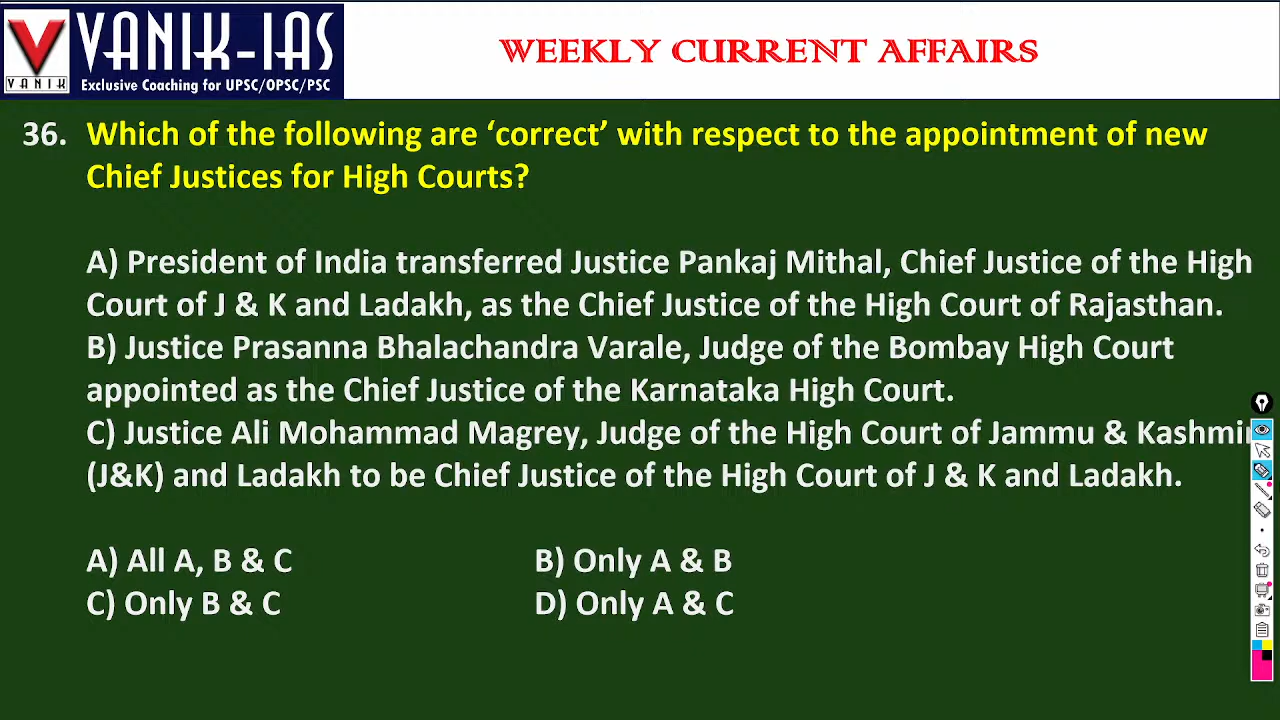 VANIK
VANIK-IAS
Exclusive Coaching for UPSC/OPSC/PSC
WEEKLY CURRENT AFFAIRS
36. Which of the following are ‘correct’ with respect to the appointment of new
Chief Justices for High Courts?
A) President of India transferred Justice Pankaj Mithal, Chief Justice of the High
Court of J & K and Ladakh, as the Chief Justice of the High Court of Rajasthan.
B) Justice Prasanna Bhalachandra Varale, Judge of the Bombay High Court
appointed as the Chief Justice of the Karnataka High Court.
C) Justice Ali Mohammad Magrey, Judge of the High Court of Jammu & Kashmir
(J&K) and Ladakh to be Chief Justice of the High Court of J & K and Ladakh.
A) All A, B & C B) Only A & B
C) Only B & C D) Only A & C